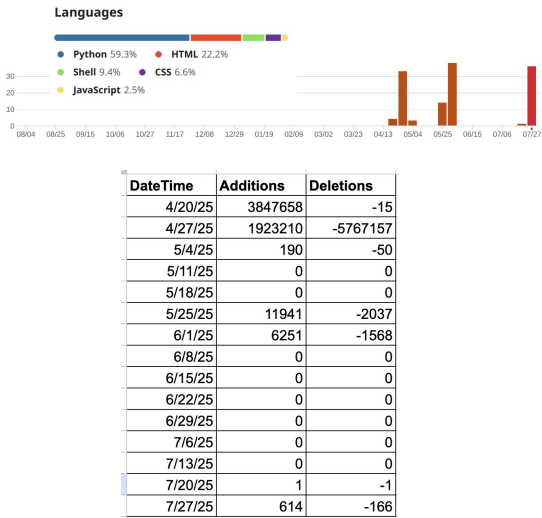 Languages
Python 59.3% HTML 22.2%
Shell 9.4% CSS 6.6%
JavaScript 2.5%
30
20
10
0
08/04 08/25 09/15 10/06 10/27 11/17 12/08 12/29 01/19 02/09 03/02 03/23 04/13 05/04 05/25 06/15 07/06 07/27
DateTime Additions Deletions
4/20/25 3847658 -15
4/27/25 1923210 -5767157
5/4/25 190 -50
5/11/25 0 0
5/18/25 0 0
5/25/25 11941 -2037
6/1/25 6251 -1568
6/8/25 0 0
6/15/25 0 0
6/22/25 0 0
6/29/25 0 0
7/6/25 0 0
7/13/25 0 0
7/20/25 1 -1
7/27/25 614 -166